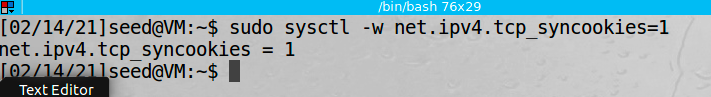 /bin/bash 76x29
[02/14/21]seed@VM:~$ sudo sysctl -w net.ipv4.tcp_syncookies=1
net.ipv4.tcp_syncookies = 1
[02/14/21]seed@VM:~$
Text Editor